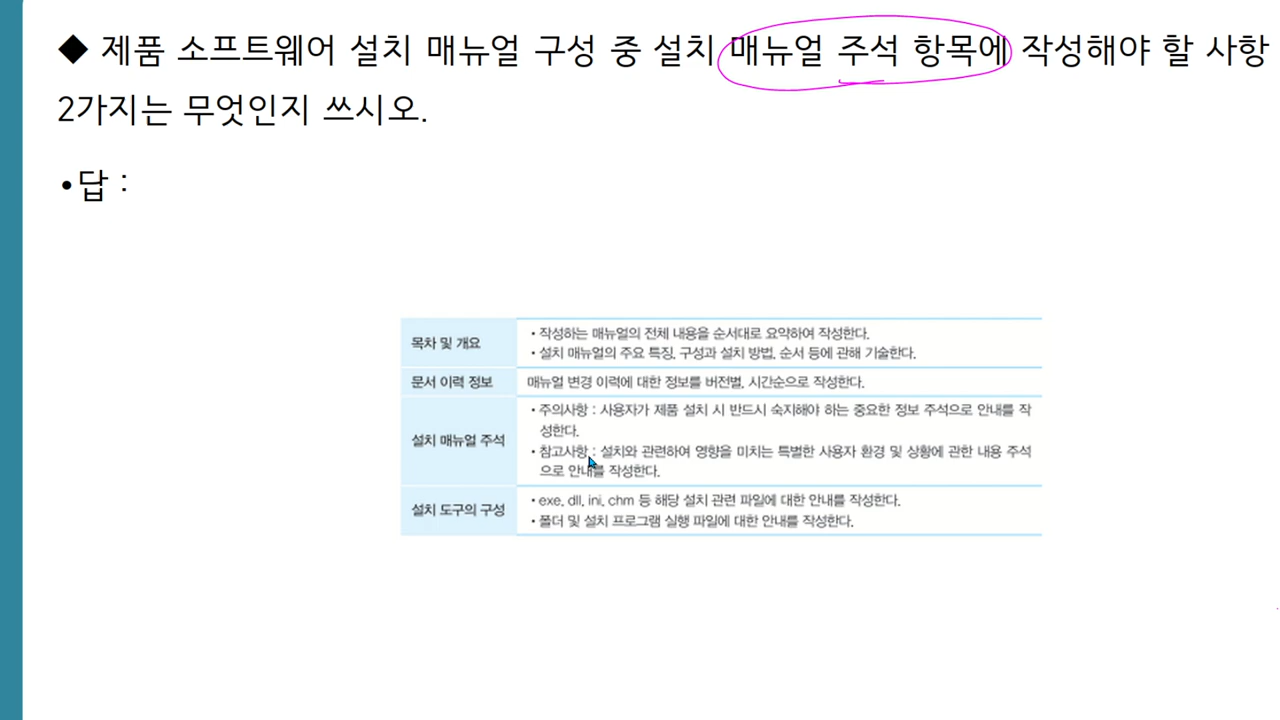 ◆ 제품 소프트웨어 설치 매뉴얼 구성 중 설치 매뉴얼 주석 항목에 작성해야 할 사항
2가지는 무엇인지 쓰시오.
•답 :
목차 및 개요
• 작성하는 매뉴얼의 전체 내용을 순서대로 요약하여 작성한다.
• 설치 매뉴얼의 주요 특징, 구성과 설치 방법, 순서 등에 관해 기술한다.
문서 이력 정보
매뉴얼 변경 이력에 대한 정보를 버전별, 시간순으로 작성한다.
설치 매뉴얼 주석
• 주의사항 : 사용자가 제품 설치 시 반드시 숙지해야 하는 중요한 정보 주석으로 안내를 작
성한다.
• 참고사항 : 설치와 관련하여 영향을 미치는 특별한 사용자 환경 및 상황에 관한 내용 주석
으로 안내를 작성한다.
설치 도구의 구성
• exe, dll, ini, chm 등 해당 설치 관련 파일에 대한 안내를 작성한다.
• 폴더 및 설치 프로그램 실행 파일에 대한 안내를 작성한다.